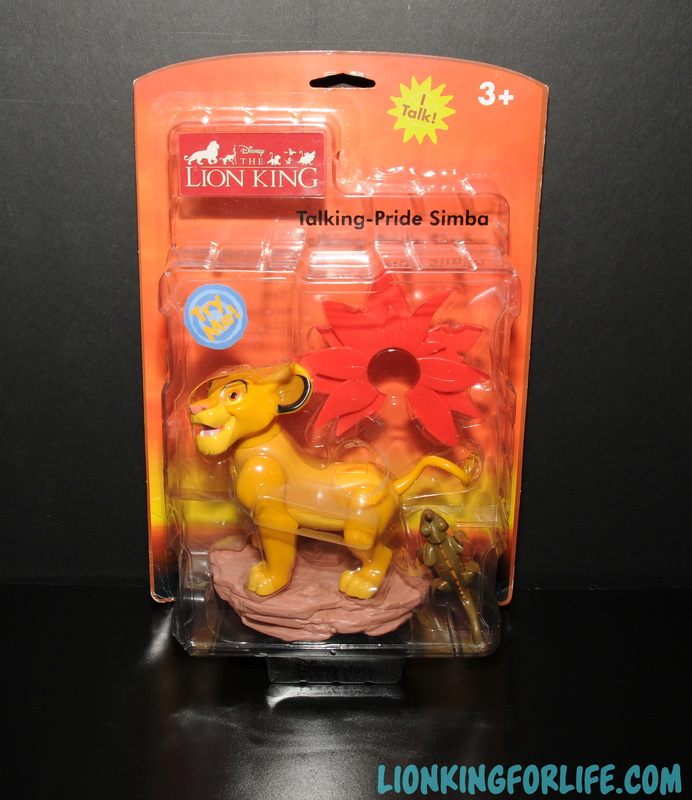 I
Talk!
3+
Disney
THE
LION KING
Talking-Pride Simba
Try
Me!
LIONKINGFORLIFE.COM